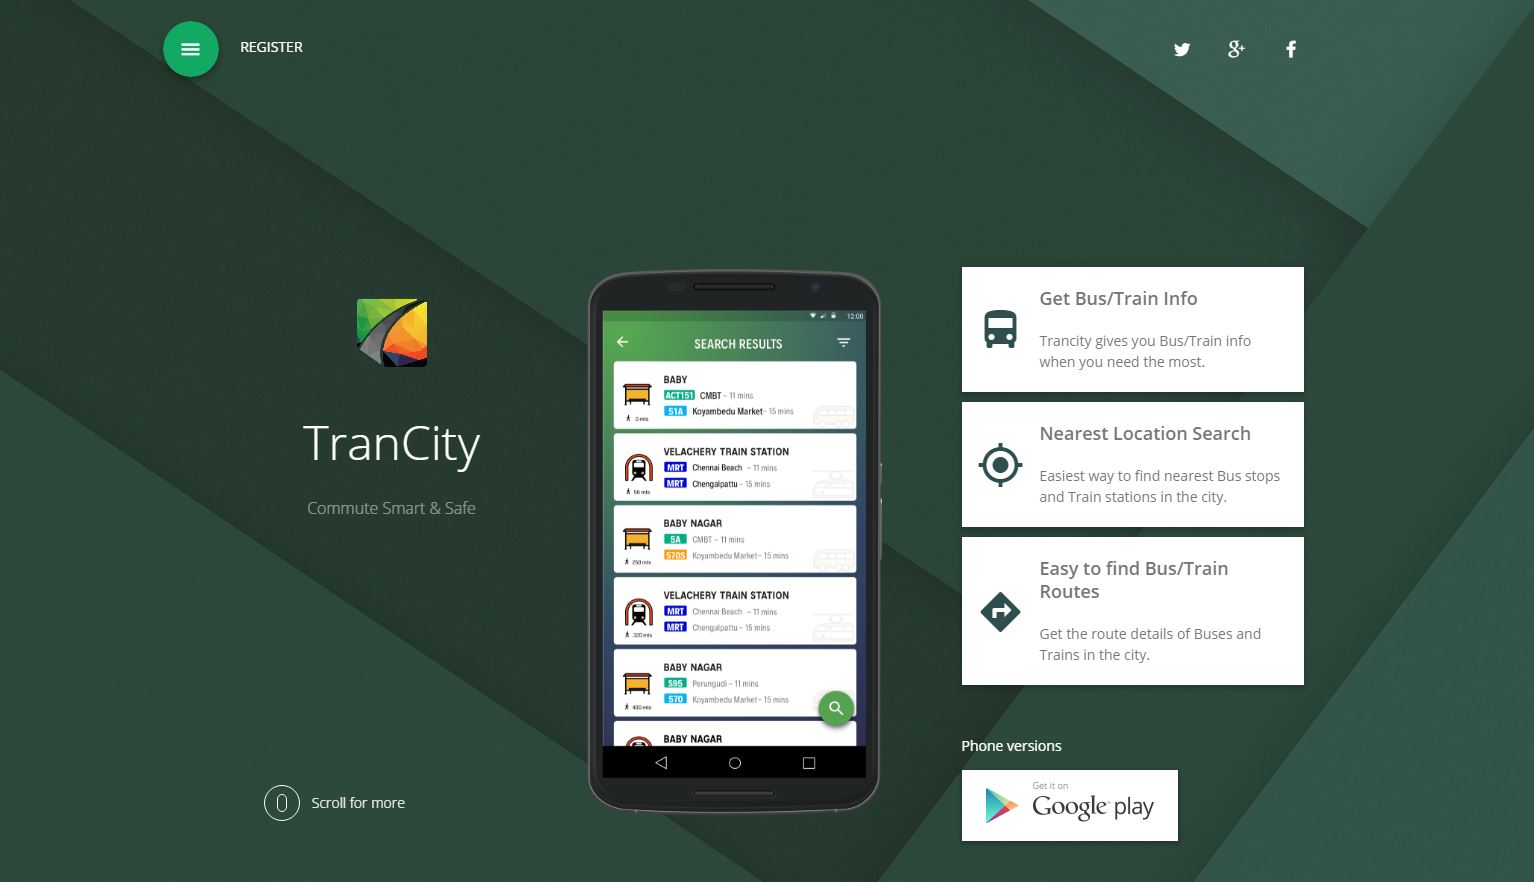 REGISTER
TranCity
Commute Smart & Safe
Scroll for more
12:00
SEARCH RESULTS
BABY
ACT151 CMBT – 11 mins
51A Koyambedu Market– 15 mins
0 mts
VELACHERY TRAIN STATION
MRT Chennai Beach – 11 mins
MRT Chengalpattu – 15 mins
56 mts
BABY NAGAR
5A CMBT – 11 mins
570S Koyambedu Market– 15 mins
250 mts
VELACHERY TRAIN STATION
MRT Chennai Beach – 11 mins
MRT Chengalpattu – 15 mins
320 mts
BABY NAGAR
S95 Perungudi – 11 mins
570 Koyambedu Market– 15 mins
400 mts
BABY NAGAR
Get Bus/Train Info
Trancity gives you Bus/Train info
when you need the most.
Nearest Location Search
Easiest way to find nearest Bus stops
and Train stations in the city.
Easy to find Bus/Train
Routes
Get the route details of Buses and
Trains in the city.
Phone versions
Get it on
Google play